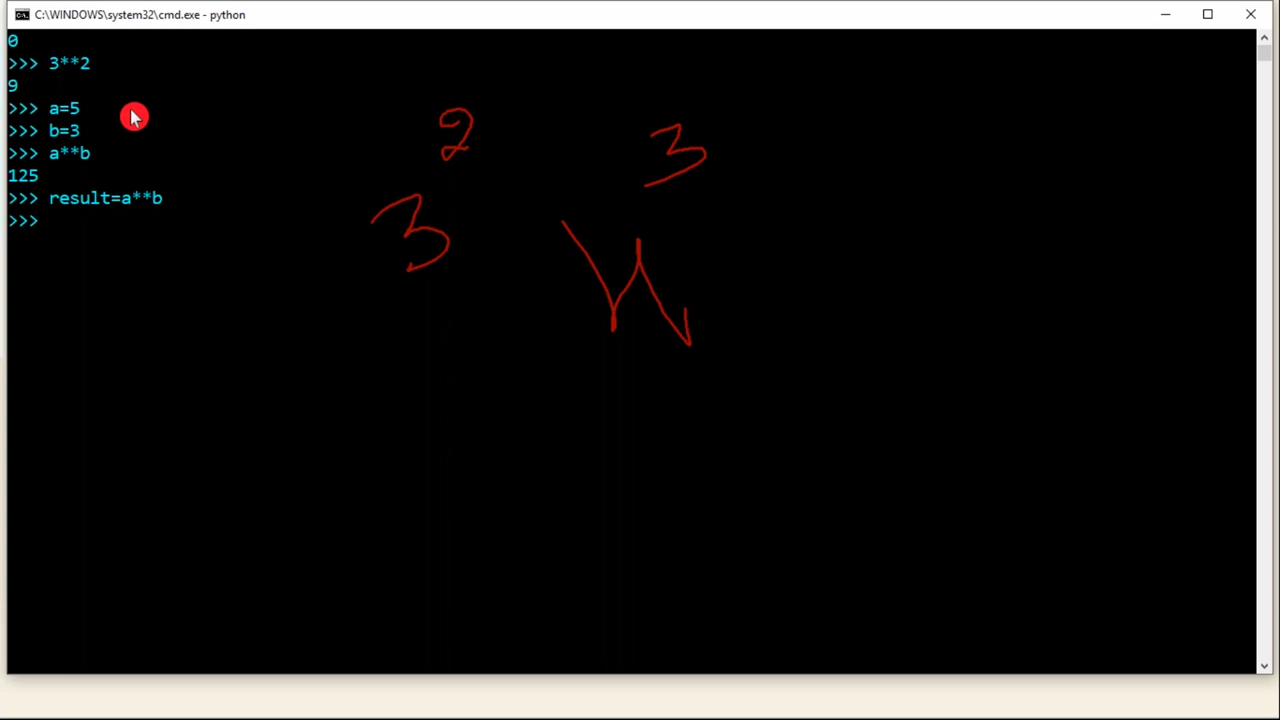 C:\WINDOWS\system32\cmd.exe - python
0
>>> 3**2
9
>>> a=5
>>> b=3
>>> a**b
125
>>> result=a**b
>>>
3 2
3